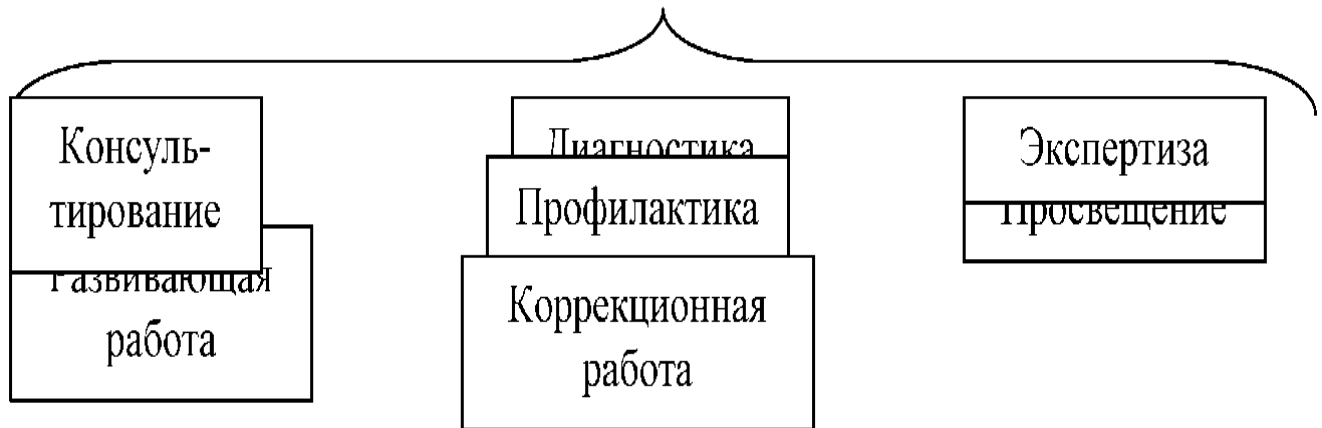 Консуль-
тирование
Развивающая
работа
Диагностика
Профилактика
Коррекционная
работа
Экспертиза
Просвещение